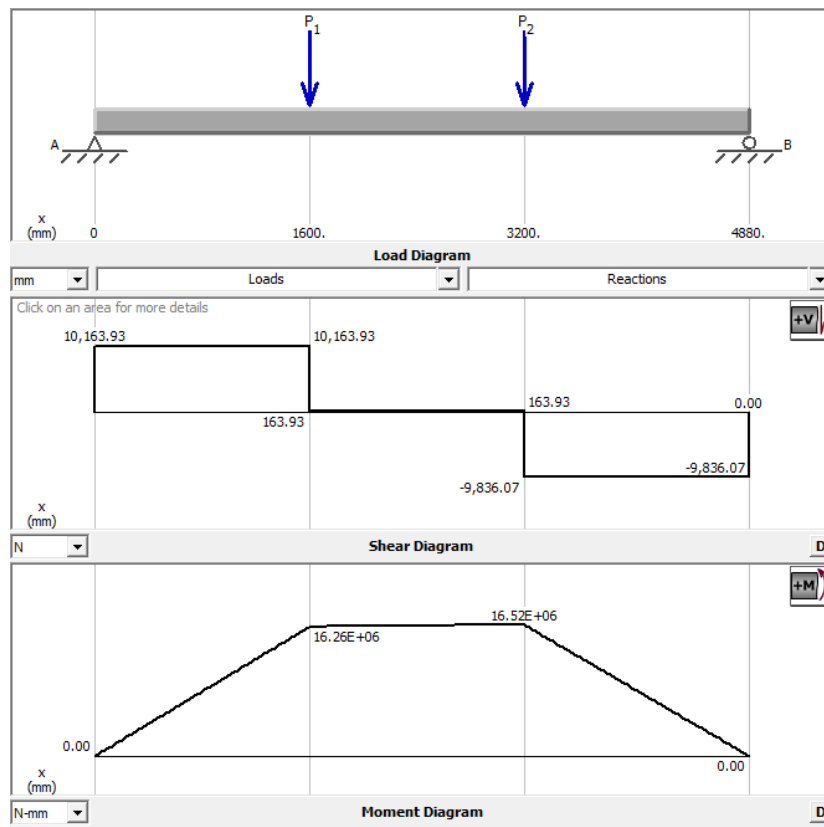 P1 P2
A B
x
(mm) 0 1600. 3200. 4880.
Load Diagram
mm Loads Reactions
Click on an area for more details
+V
10,163.93 10,163.93
163.93 163.93 0.00
-9,836.07 -9,836.07
x
(mm)
N Shear Diagram D
+M
16.26E+06 16.52E+06
0.00 0.00
x
(mm)
N-mm Moment Diagram D